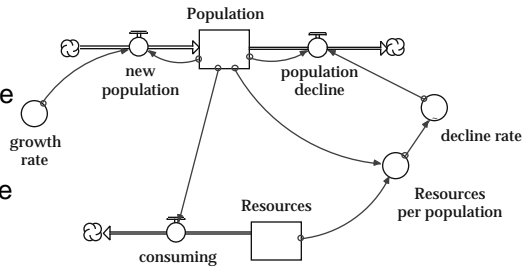 Population
new
population
population
decline
e
growth
rate
decline rate
e
Resources
Resources
per population
consuming